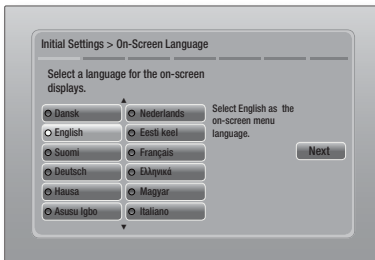 Initial Settings > On-Screen Language
Select a language for the on-screen
displays.
Dansk
Nederlands
English
Eesti keel
Suomi
Français
Deutsch
Ελληνικά
Hausa
Magyar
Asusu Igbo
Italiano
Select English as the
on-screen menu
language.
Next